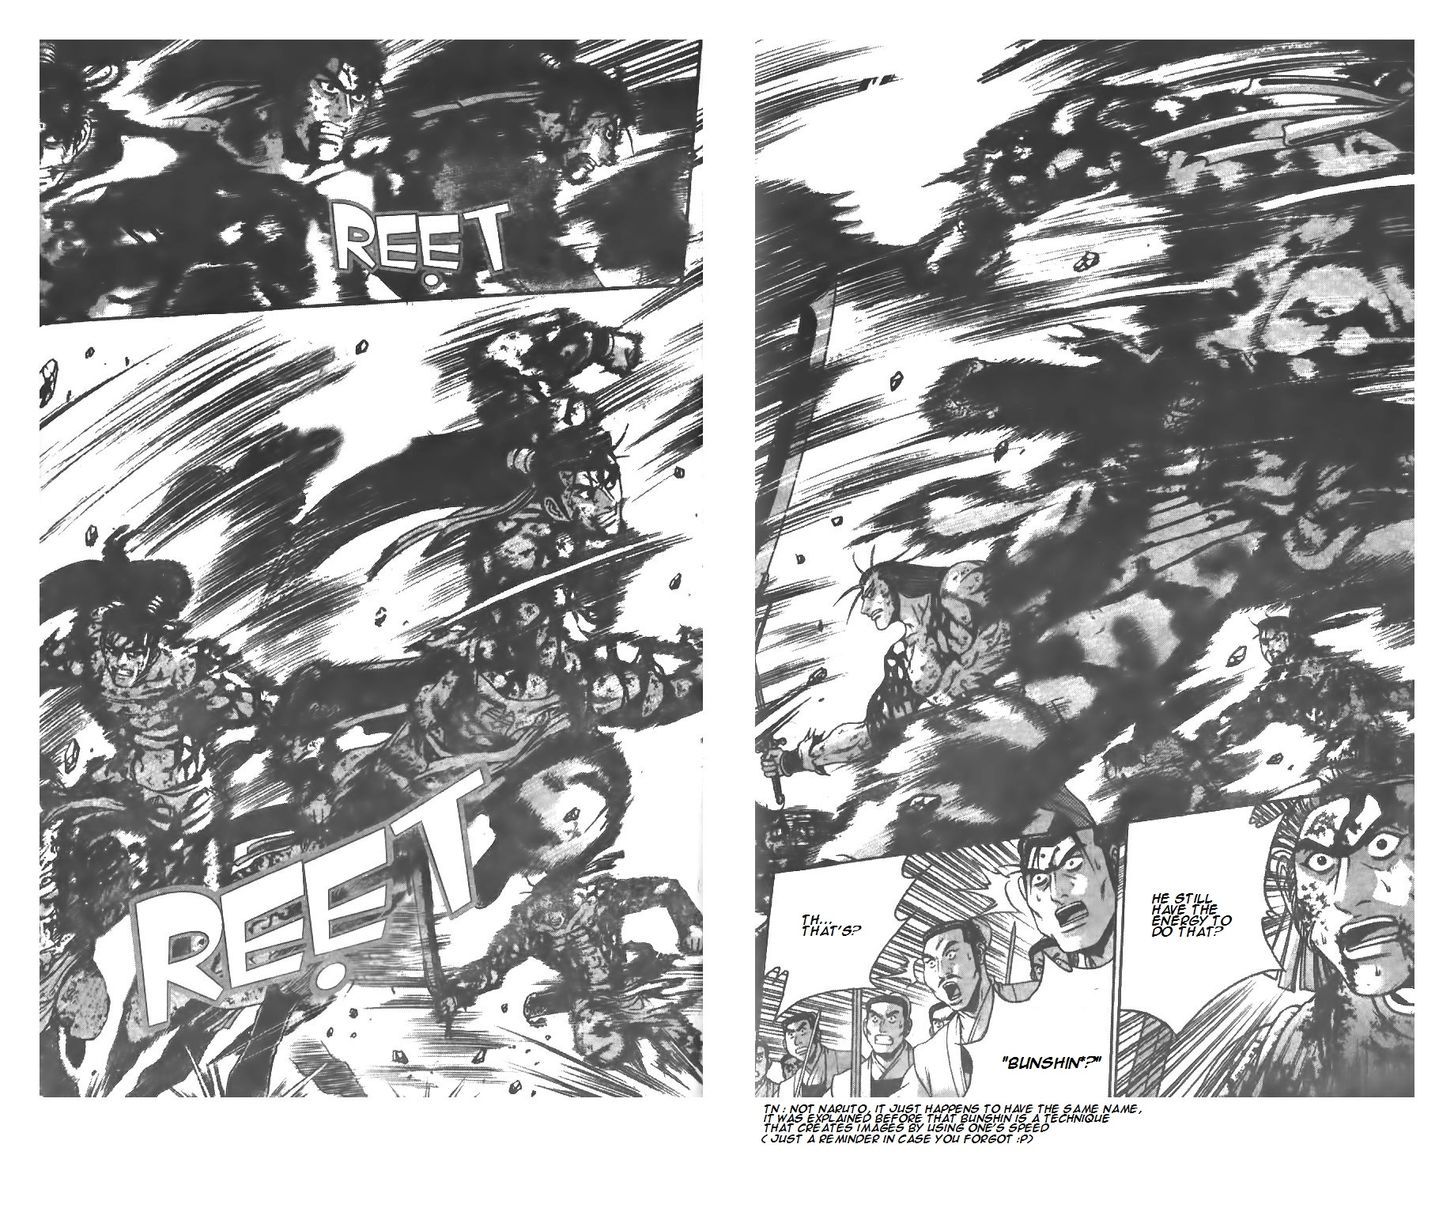 REET
REET
TH...
THAT'S?
HE STILL
HAVE THE
ENERGY TO
DO THAT?
"BUNSHIN*?"
TN : NOT NARUTO, IT JUST HAPPENS TO HAVE THE SAME NAME,
IT WAS EXPLAINED BEFORE THAT BUNSHIN IS A TECHNIQUE
THAT CREATES IMAGES BY USING ONE'S SPEED
( JUST A REMINDER IN CASE YOU FORGOT :P)